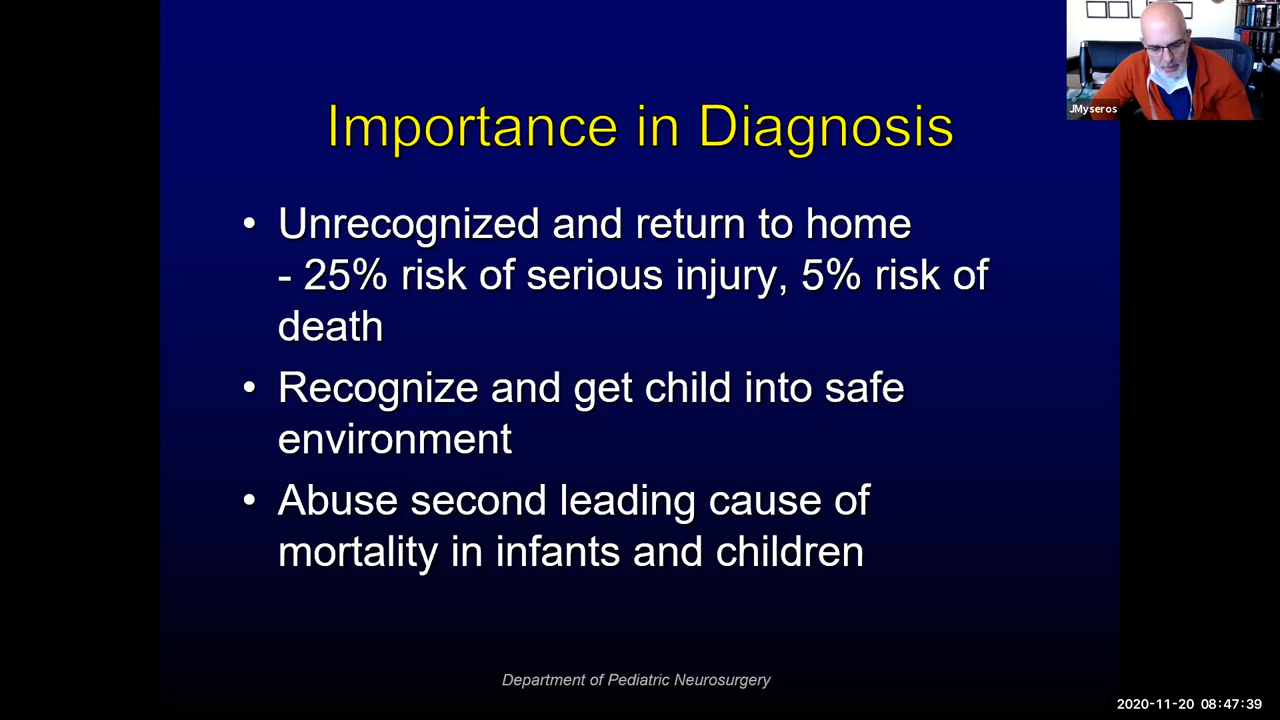 JMyseros
Importance in Diagnosis
• Unrecognized and return to home
- 25% risk of serious injury, 5% risk of
death
• Recognize and get child into safe
environment
• Abuse second leading cause of
mortality in infants and children
Department of Pediatric Neurosurgery
2020-11-20 08:47:39